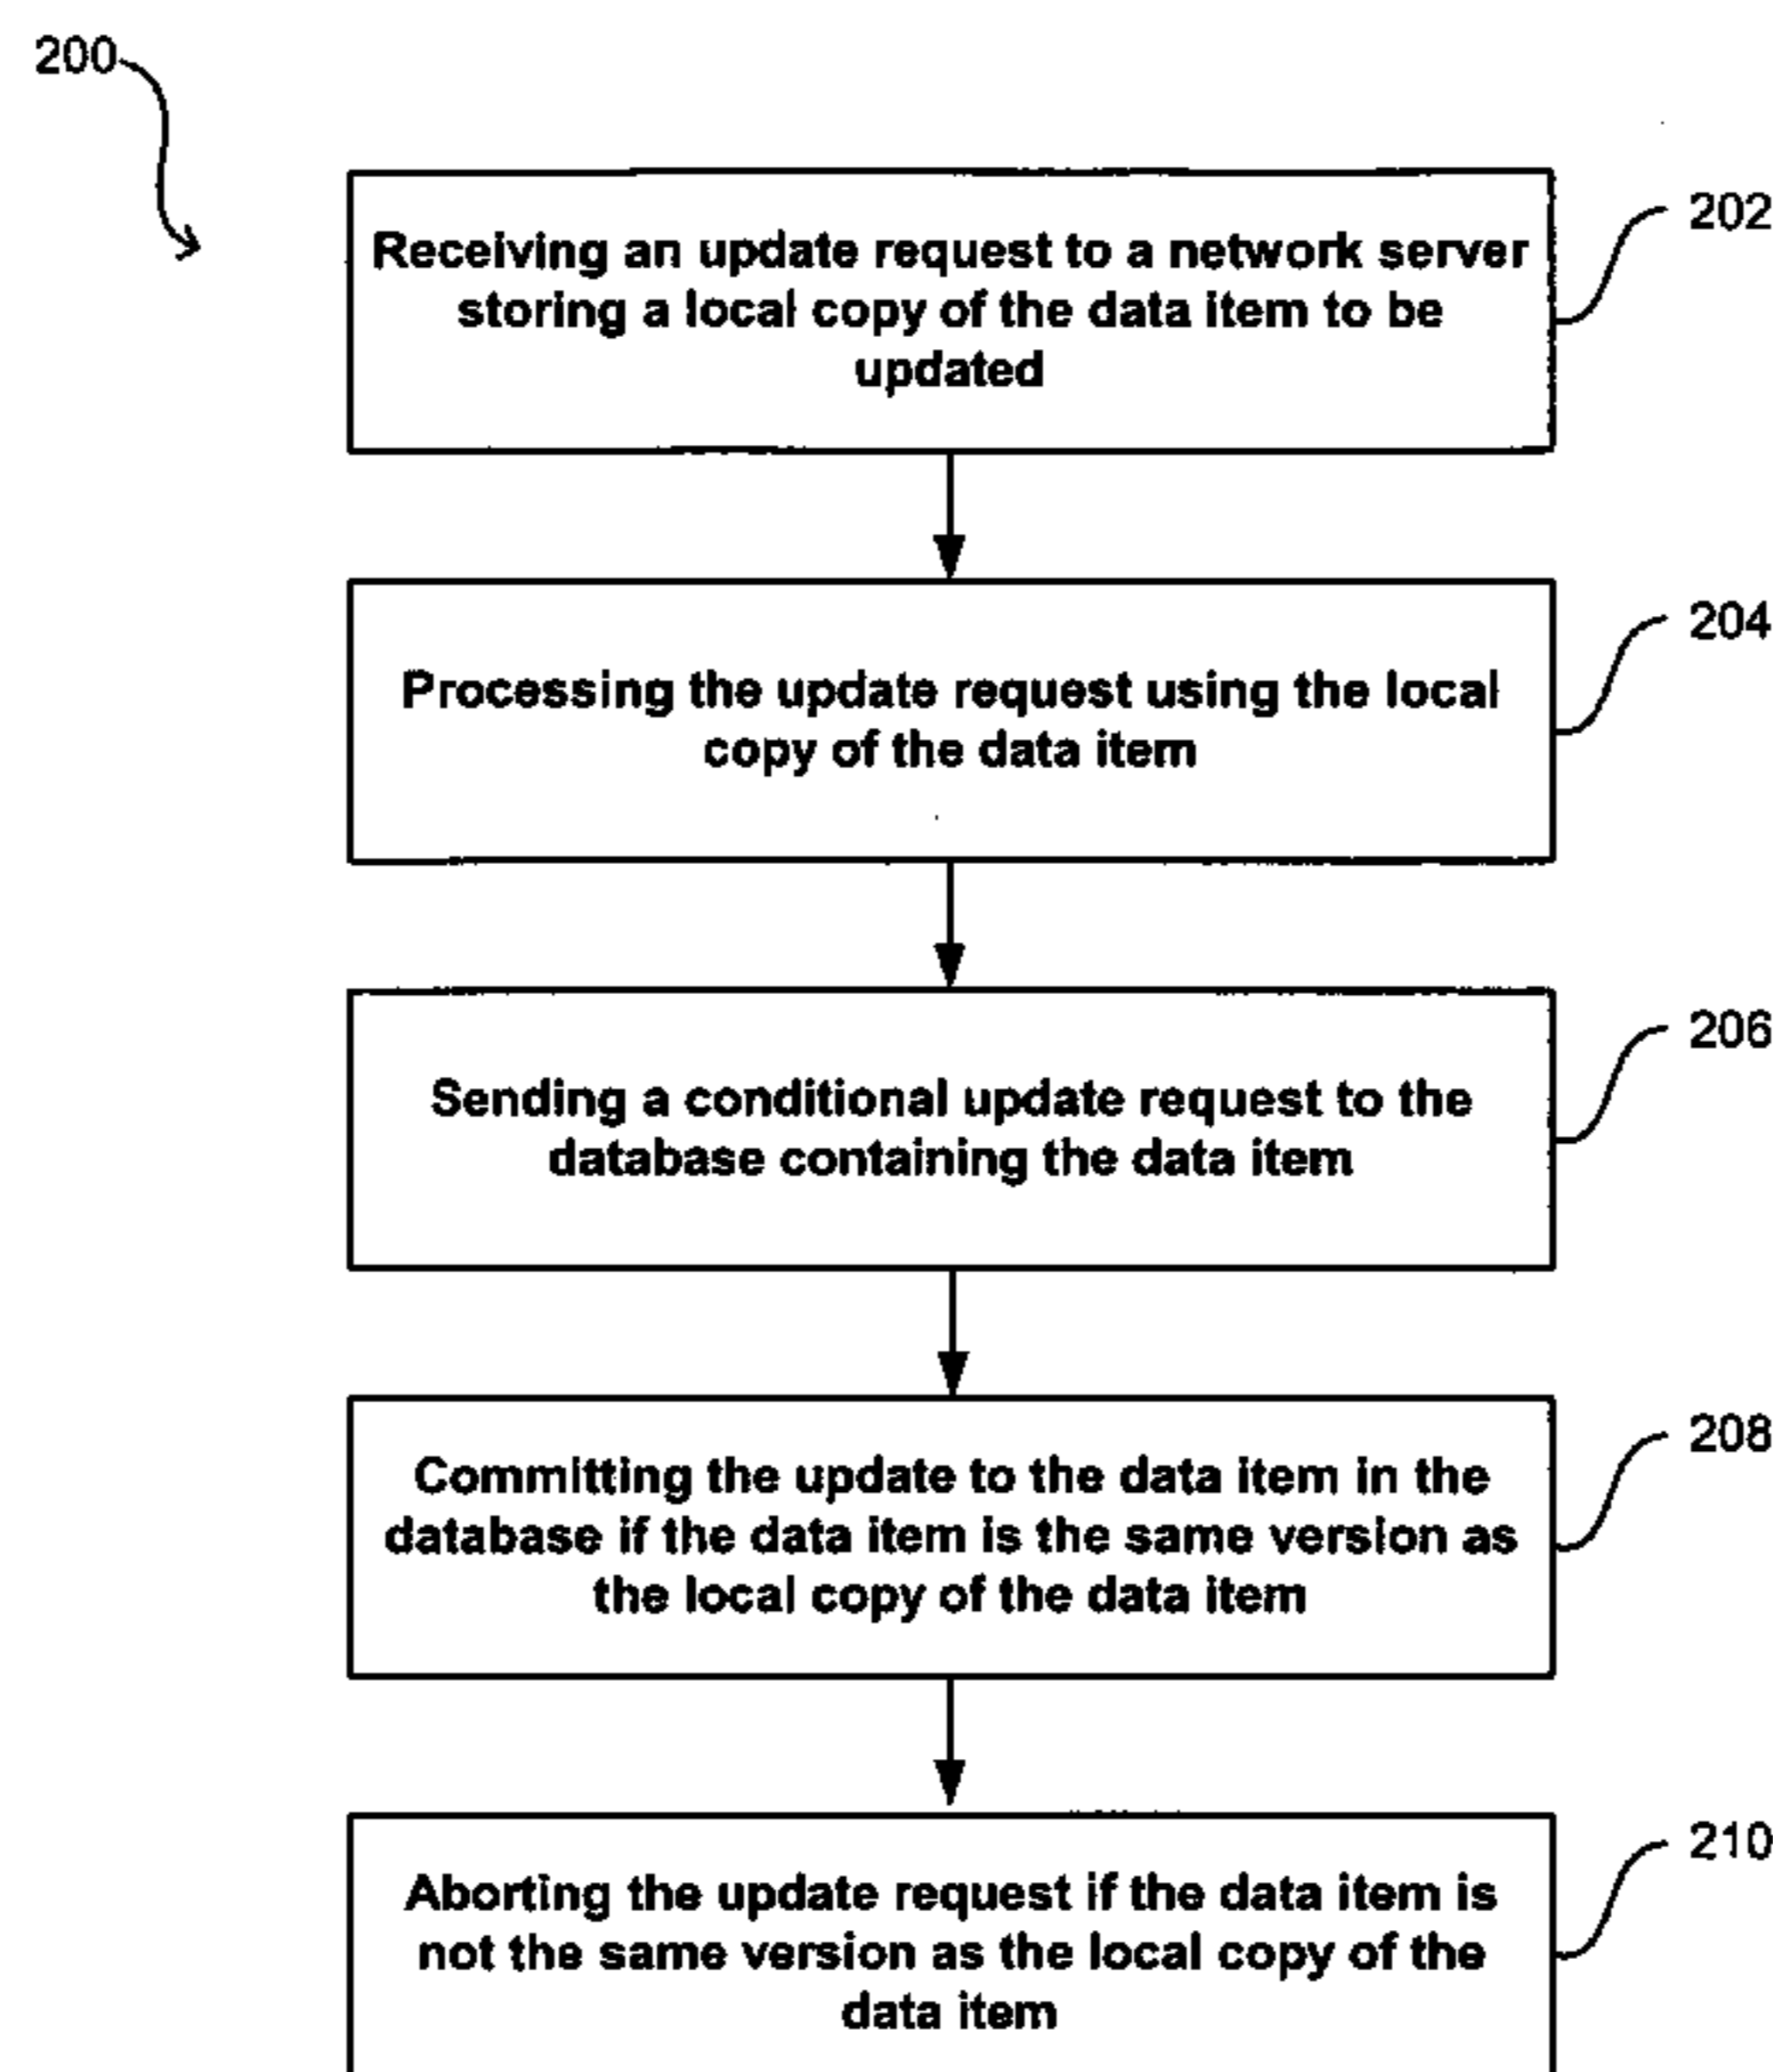 200
Receiving an update request to a network server
storing a local copy of the data item to be
updated
202
Processing the update request using the local
copy of the data item
204
Sending a conditional update request to the
database containing the data item
206
Committing the update to the data item in the
database if the data item is the same version as
the local copy of the data item
208
Aborting the update request if the data item is
not the same version as the local copy of the
data item
210